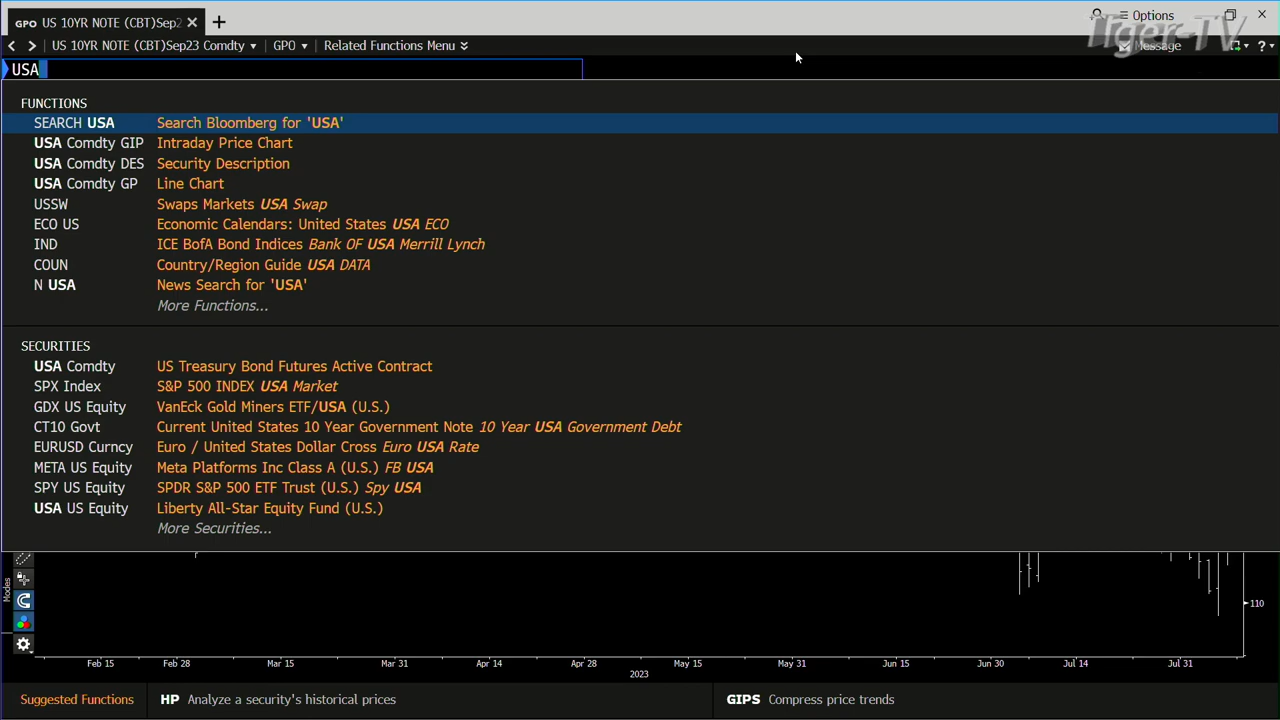 GPO US 10YR NOTE (CBT)Sep2
Options
Tiger-TV
US 10YR NOTE (CBT)Sep23 Comdty GPO Related Functions Menu
Message
?
USA
FUNCTIONS
SEARCH USA Search Bloomberg for 'USA'
USA Comdty GIP Intraday Price Chart
USA Comdty DES Security Description
USA Comdty GP Line Chart
USSW Swaps Markets USA Swap
ECO US Economic Calendars: United States USA ECO
IND ICE BofA Bond Indices Bank OF USA Merrill Lynch
COUN Country/Region Guide USA DATA
N USA News Search for 'USA'
More Functions...
SECURITIES
USA Comdty US Treasury Bond Futures Active Contract
SPX Index S&P 500 INDEX USA Market
GDX US Equity VanEck Gold Miners ETF/USA (U.S.)
CT10 Govt Current United States 10 Year Government Note 10 Year USA Government Debt
EURUSD Curncy Euro / United States Dollar Cross Euro USA Rate
META US Equity Meta Platforms Inc Class A (U.S.) FB USA
SPY US Equity SPDR S&P 500 ETF Trust (U.S.) Spy USA
USA US Equity Liberty All-Star Equity Fund (U.S.)
More Securities...
Modes
110
Feb 15 Feb 28 Mar 15 Mar 31 Apr 14 Apr 28 May 15 May 31 Jun 15 Jun 30 Jul 14 Jul 31
2023
Suggested Functions HP Analyze a security's historical prices GIPS Compress price trends